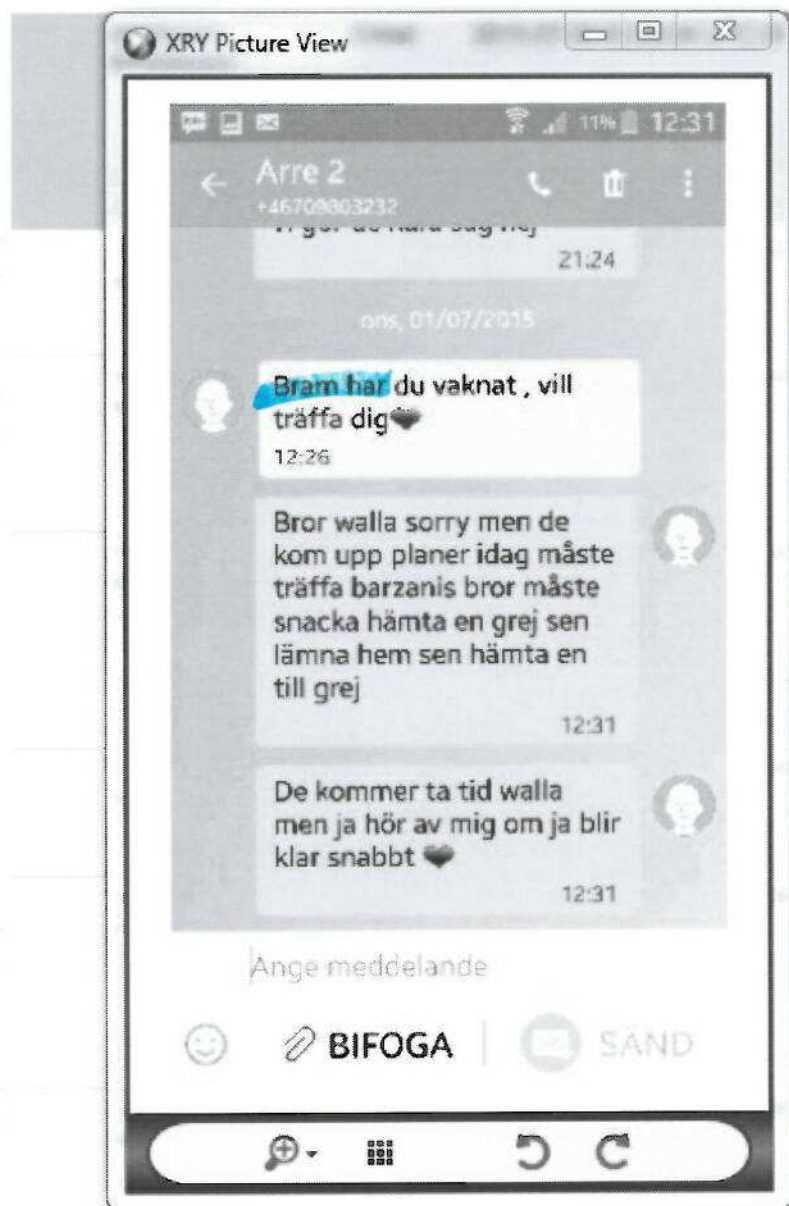 XRY Picture View
11% 12:31
Arre 2
+46709803232
21:24
ons, 01/07/2015
Bram har du vaknat , vill
träffa dig
12:26
Bror walla sorry men de
kom upp planer idag måste
träffa barzanis bror måste
snacka hämta en grej sen
lämna hem sen hämta en
till grej
12:31
De kommer ta tid walla
men ja hör av mig om ja blir
klar snabbt
12:31
Ange meddelande
BIFOGA
SÄND